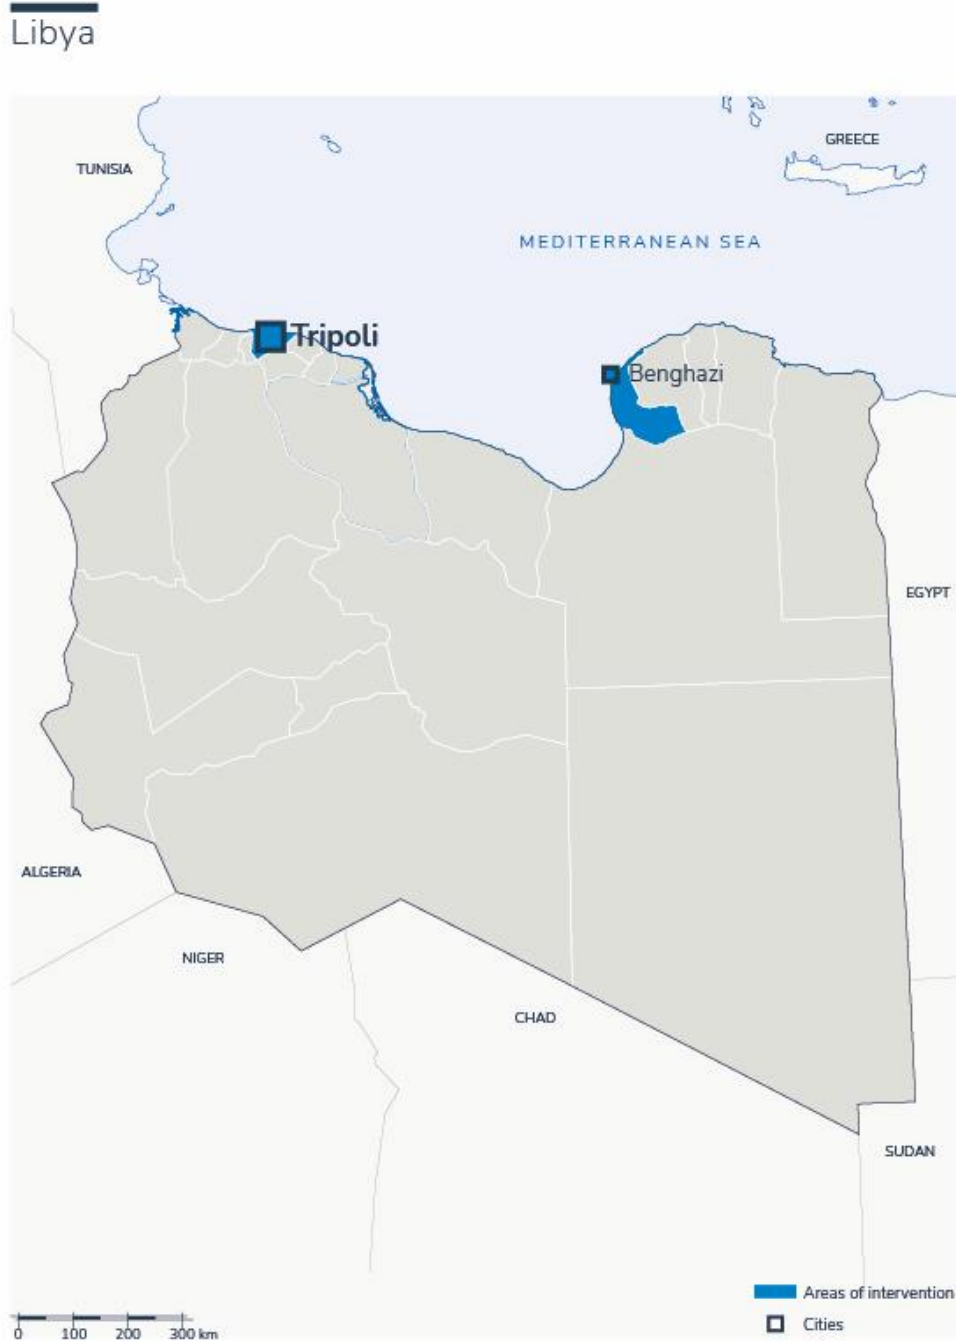 Libya
GREECE
TUNISIA
MEDITERRANEAN SEA
Tripoli
Benghazi
EGYPT
ALGERIA
NIGER
CHAD
SUDAN
Areas of intervention
Cities
0 100 200 300 km